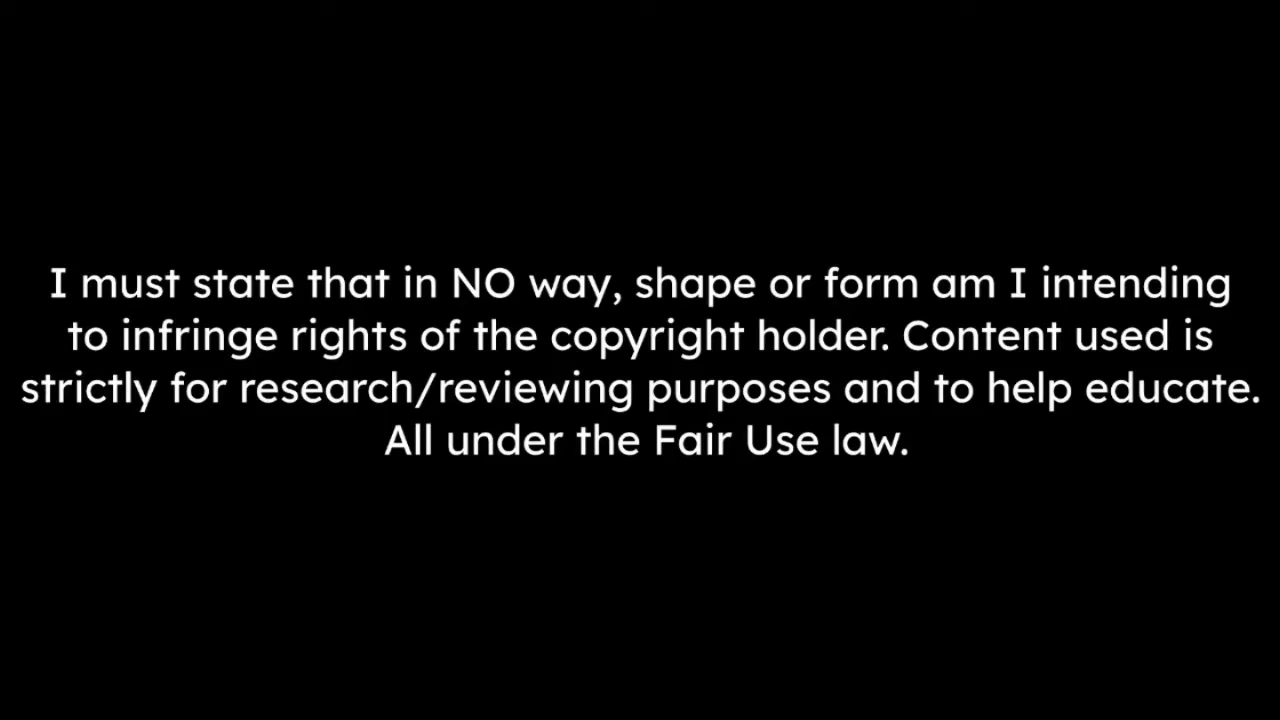 I must state that in NO way, shape or form am I intending
to infringe rights of the copyright holder. Content used is
strictly for research/reviewing purposes and to help educate.
All under the Fair Use law.